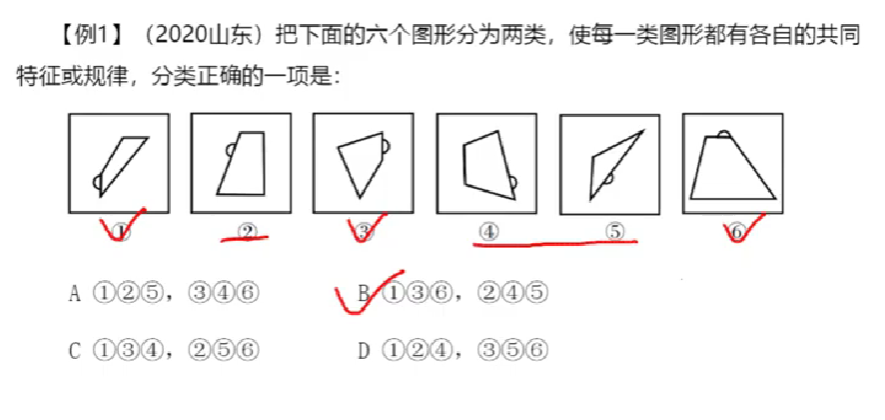 【例1】（2020山东）把下面的六个图形分为两类，使每一类图形都有各自的共同
特征或规律，分类正确的一项是：
① ② ③ ④ ⑤ ⑥
A ①②⑤，③④⑥ B ①③⑥，②④⑤
C ①③④，②⑤⑥ D ①②④，③⑤⑥